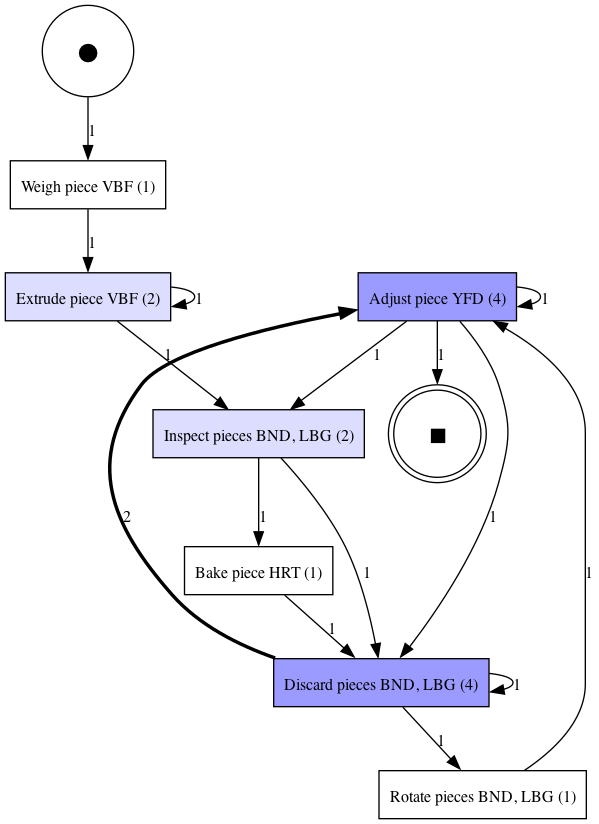 1
Weigh piece VBF (1)
1
Extrude piece VBF (2)
1
Adjust piece YFD (4)
1
1
1
1
Inspect pieces BND, LBG (2)
2
1
1
1
1
Bake piece HRT (1)
1
1
Discard pieces BND, LBG (4)
1
1
Rotate pieces BND, LBG (1)